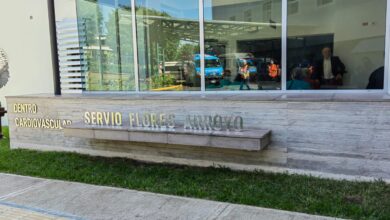 CENTRO
CARDIOVASCULAR
SERVIO FLORES ARROYO